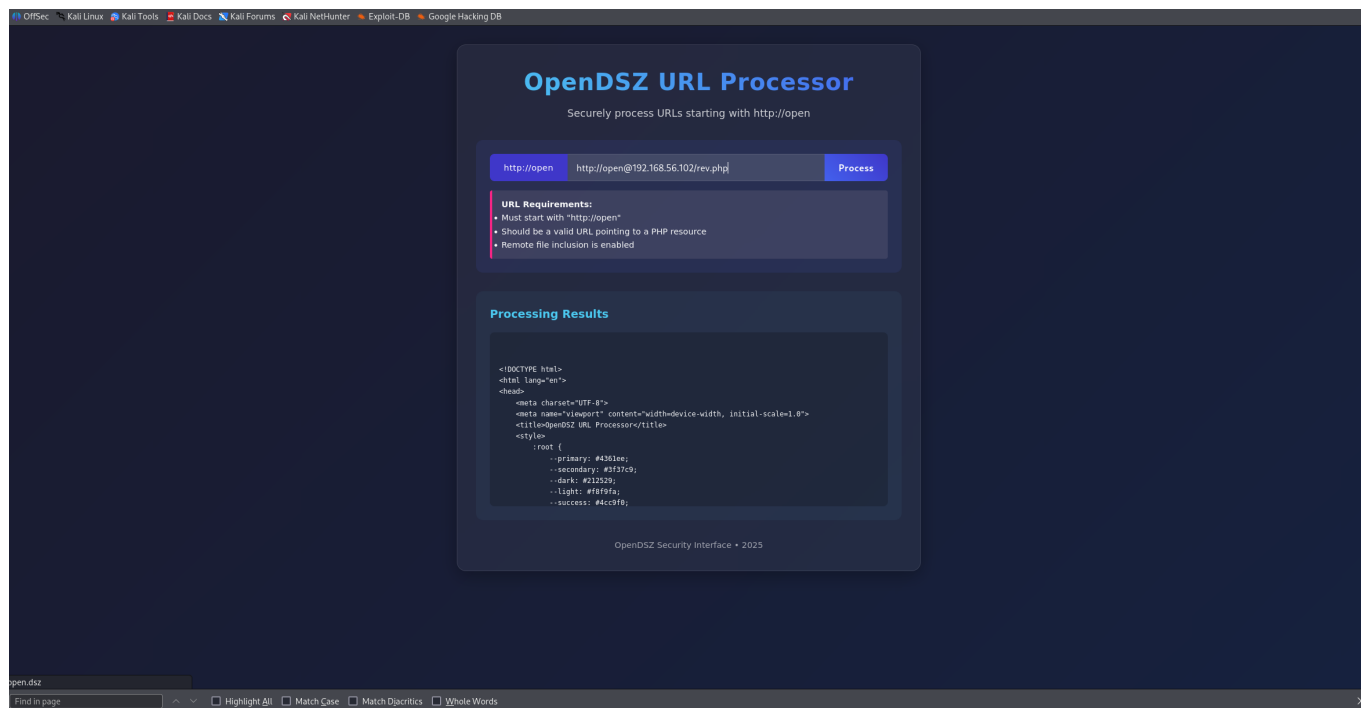 OffSec Kali Linux Kali Tools Kali Docs Kali Forums Kali NetHunter Exploit-DB Google Hacking DB
OpenDSZ URL Processor
Securely process URLs starting with http://open
http://open http://open@192.168.56.102/rev.php Process
URL Requirements:
• Must start with "http://open"
• Should be a valid URL pointing to a PHP resource
• Remote file inclusion is enabled
Processing Results
<!DOCTYPE html>
<html lang="en">
<head>
    <meta charset="UTF-8">
    <meta name="viewport" content="width=device-width, initial-scale=1.0">
    <title>OpenDSZ URL Processor</title>
    <style>
        :root {
            --primary: #4361ee;
            --secondary: #3f37c9;
            --dark: #212529;
            --light: #f8f9fa;
            --success: #4cc9f0;
OpenDSZ Security Interface • 2025
open.dsz
Find in page Highlight All Match Case Match Diacritics Whole Words